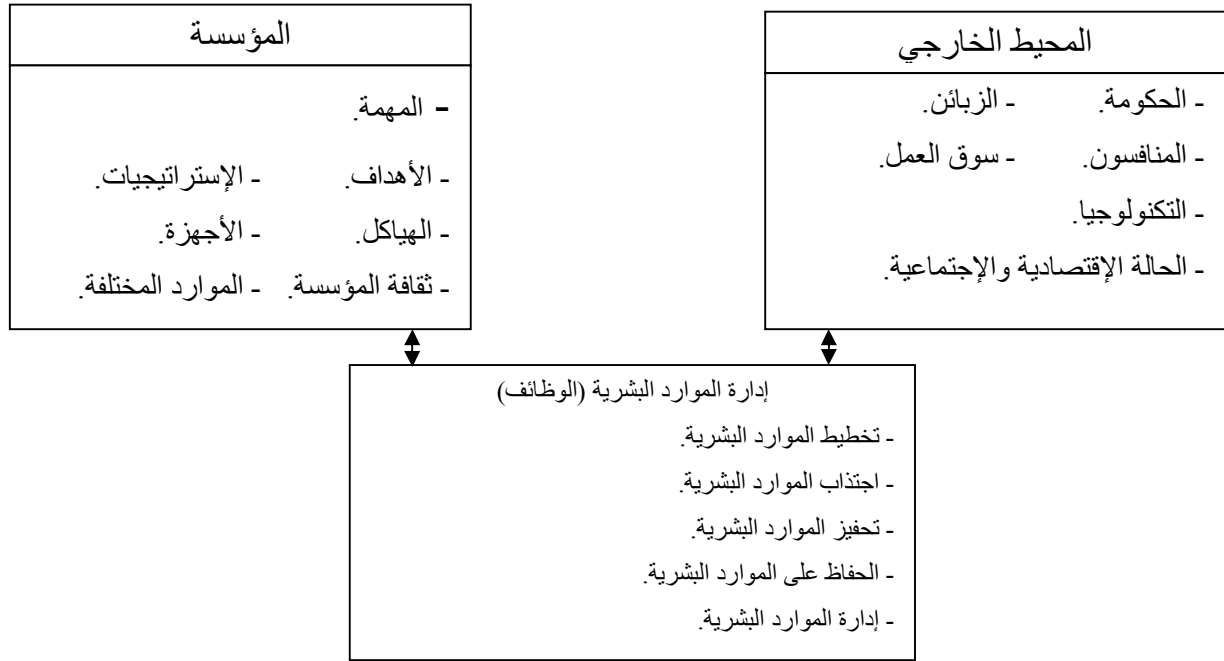 المحيط الخارجي
- الحكومة. - الزبائن.
- المنافسون. - سوق العمل.
- التكنولوجيا.
- الحالة الإقتصادية والإجتماعية.
المؤسسة
- المهمة.
- الأهداف. - الإستراتيجيات.
- الهياكل. - الأجهزة.
- ثقافة المؤسسة. - الموارد المختلفة.
إدارة الموارد البشرية (الوظائف)
- تخطيط الموارد البشرية.
- اجتذاب الموارد البشرية.
- تحفيز الموارد البشرية.
- الحفاظ على الموارد البشرية.
- إدارة الموارد البشرية.